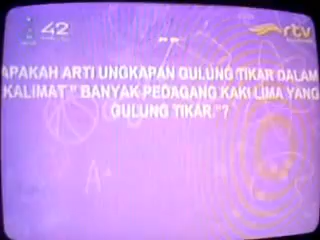 42
rtv
APAKAH ARTI UNGKAPAN GULUNG TIKAR DALAM
KALIMAT " BANYAK PEDAGANG KAKI LIMA YANG
GULUNG TIKAR."?
A+